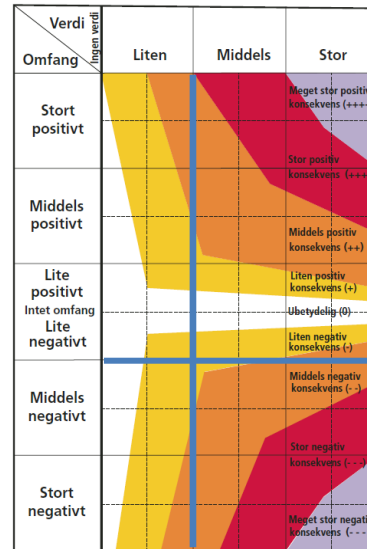 Verdi
Omfang
Ingen verdi
Liten
Middels
Stor
Stort
positivt
Middels
positivt
Lite
positivt
Intet omfang
Lite
negativt
Middels
negativt
Stort
negativt
Meget stor positiv
konsekvens (+++
Stor positiv
konsekvens (+++
Middels positiv
konsekvens (++)
Liten positiv
konsekvens (+)
Ubetydelig (0)
Liten negativ
konsekvens (-)
Middels negativ
konsekvens (- -)
Stor negativ
konsekvens (- - -)
Meget stor negativ
konsekvens (- - -